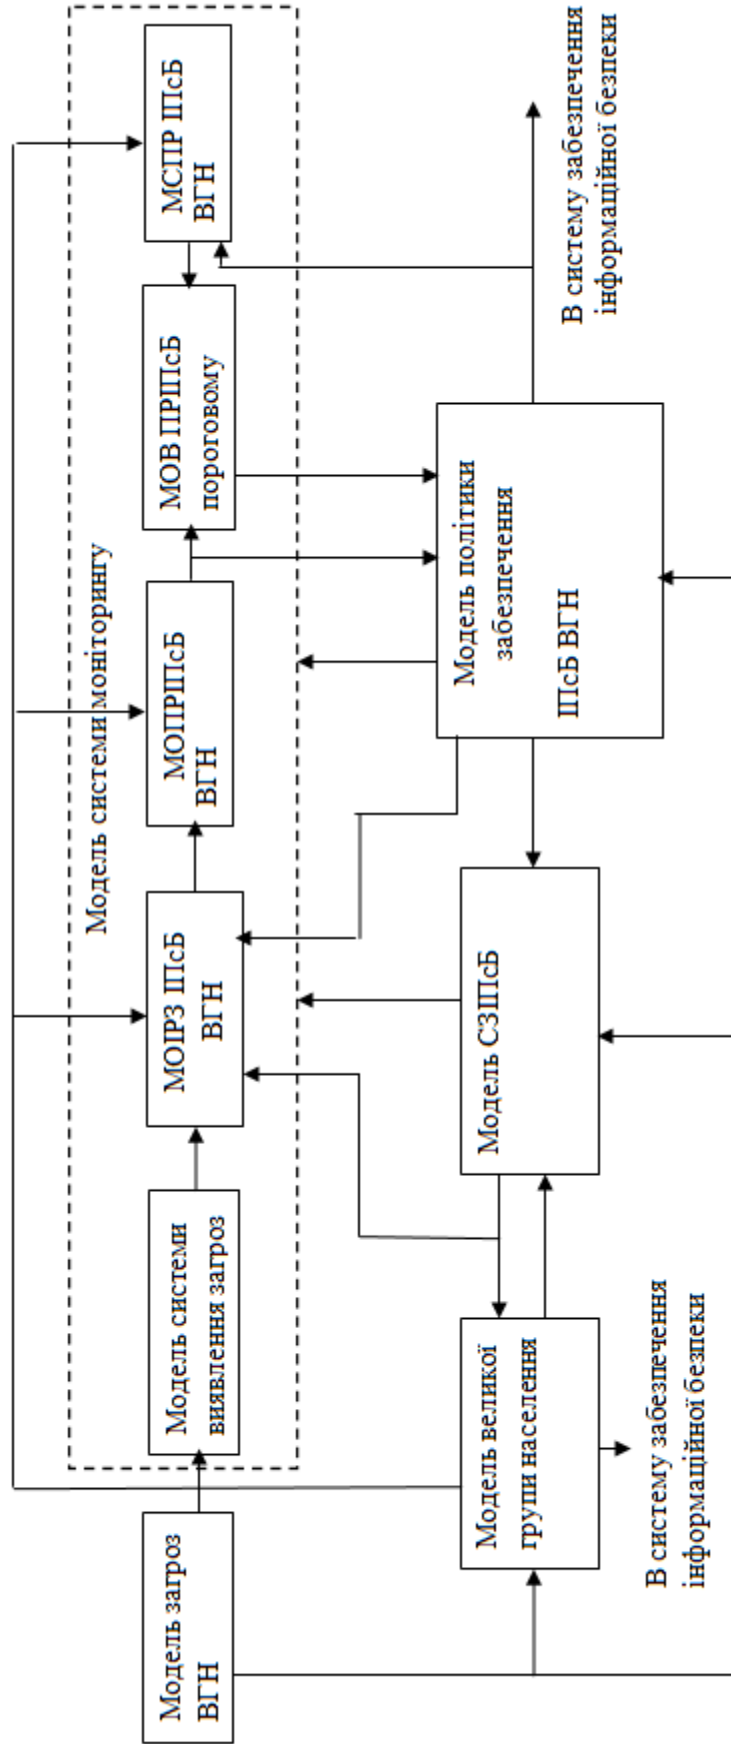 Модель системи моніторингу
Модель загроз
ВГН
Модель системи
виявлення загроз
МОІРЗ ІПсБ
ВГН
МОПРІПсБ
ВГН
МОВ ПРІПсБ
пороговому
МСПР ІПсБ
ВГН
Модель великої
групи населення
Модель СЗІПсБ
Модель політики
забезпечення
ІПсБ ВГН
В систему забезпечення
інформаційної безпеки
В систему забезпечення
інформаційної безпеки